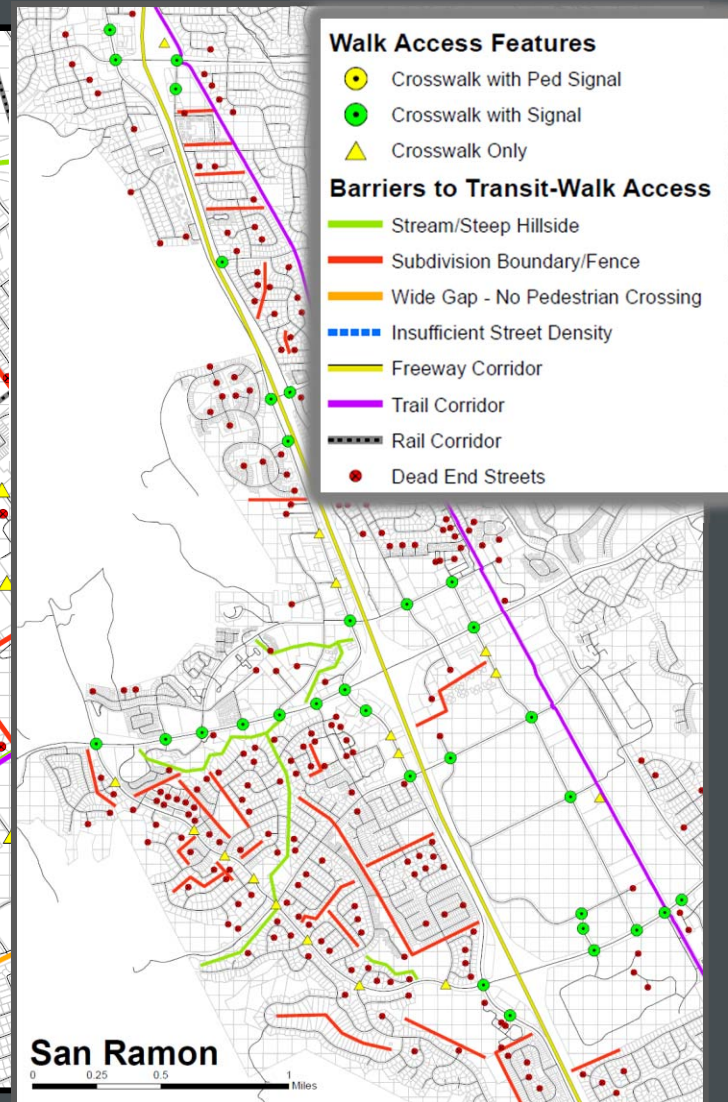 Walk Access Features
Crosswalk with Ped Signal
Crosswalk with Signal
Crosswalk Only
Barriers to Transit-Walk Access
Stream/Steep Hillside
Subdivision Boundary/Fence
Wide Gap - No Pedestrian Crossing
Insufficient Street Density
Freeway Corridor
Trail Corridor
Rail Corridor
Dead End Streets
San Ramon
0 0.25 0.5 1
Miles